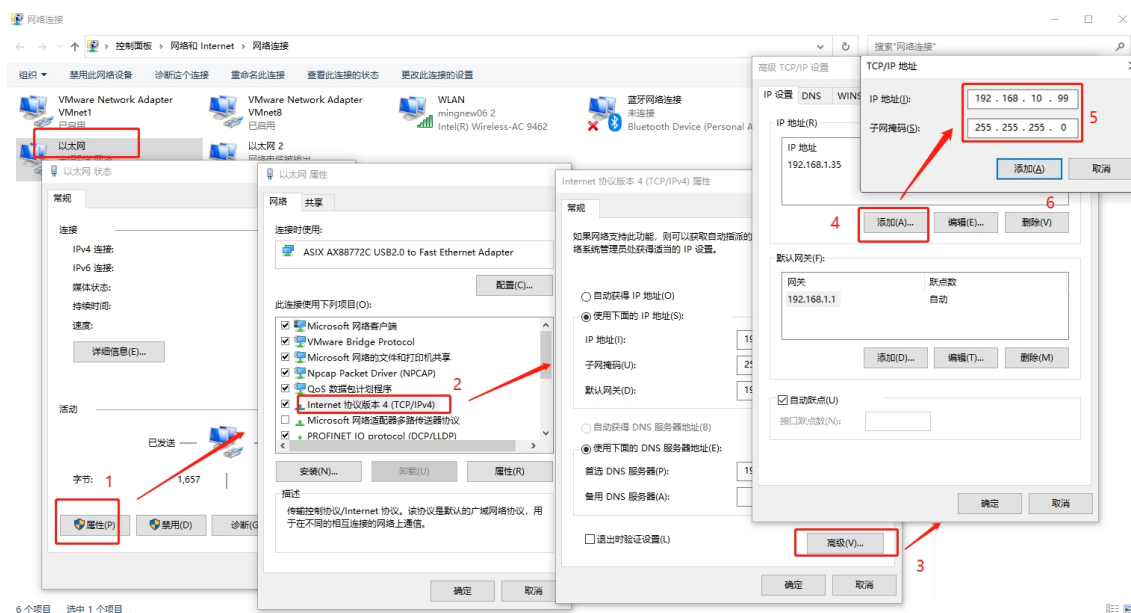 网络连接
控制面板 › 网络和 Internet › 网络连接
搜索"网络连接"
组织 禁用此网络设备 诊断这个连接 重命名此连接 查看此连接的状态 更改此连接的设置
VMware Network Adapter VMnet1
已启用
VMware Network Adapter VMnet8
已启用
WLAN
mingnew06 2
Intel(R) Wireless-AC 9462
蓝牙网络连接
未连接
Bluetooth Device (Personal A
以太网
以太网 2
以太网 状态
常规
连接
IPv4 连接:
IPv6 连接:
媒体状态:
持续时间:
速度:
详细信息(E)...
活动
已发送
字节: 1,657
1
属性(P) 禁用(D) 诊断(G
以太网 属性
网络 共享
连接时使用:
ASIX AX88772C USB2.0 to Fast Ethernet Adapter
配置(C)...
此连接使用下列项目(O):
Microsoft 网络客户端
VMware Bridge Protocol
Microsoft 网络的文件和打印机共享
Npcap Packet Driver (NPCAP)
QoS 数据包计划程序
Internet 协议版本 4 (TCP/IPv4)
Microsoft 网络适配器多路传送器协议
PROFINET IO protocol (DCP/LLDP)
2
安装(N)... 卸载(U) 属性(R)
描述
传输控制协议/Internet 协议。该协议是默认的广域网络协议，用
于在不同的相互连接的网络上通信。
确定 取消
Internet 协议版本 4 (TCP/IPv4) 属性
常规
如果网络支持此功能，则可以获取自动指派的
络系统管理员处获得适当的 IP 设置。
自动获得 IP 地址(O)
使用下面的 IP 地址(S):
IP 地址(I): 19
子网掩码(U): 25
默认网关(D): 19
自动获得 DNS 服务器地址(B)
使用下面的 DNS 服务器地址(E):
首选 DNS 服务器(P): 19
备用 DNS 服务器(A):
退出时验证设置(L)
高级(V)...
3
确定 取消
高级 TCP/IP 设置
IP 设置 DNS WINS
IP 地址(R)
IP 地址
192.168.1.35
4
添加(A)... 编辑(E)... 删除(V)
默认网关(F):
网关 跃点数
192.168.1.1 自动
添加(D)... 编辑(T)... 删除(M)
自动跃点(U)
接口跃点数(N):
确定 取消
TCP/IP 地址
IP 地址(I): 192 . 168 . 10 . 99
子网掩码(S): 255 . 255 . 255 . 0
5
添加(A) 取消
6
6 个项目 选中 1 个项目